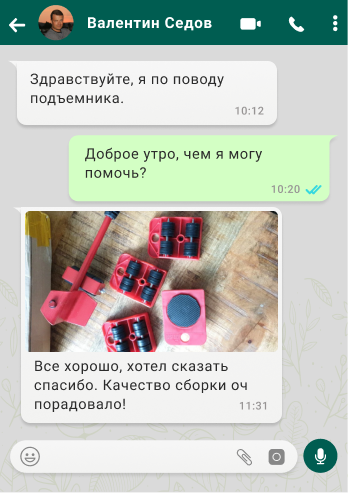 Валентин Седов
Здравствуйте, я по поводу
подъемника.
10:12
Доброе утро, чем я могу
помочь?
10:20
Все хорошо, хотел сказать
спасибо. Качество сборки оч
порадовало!
11:31